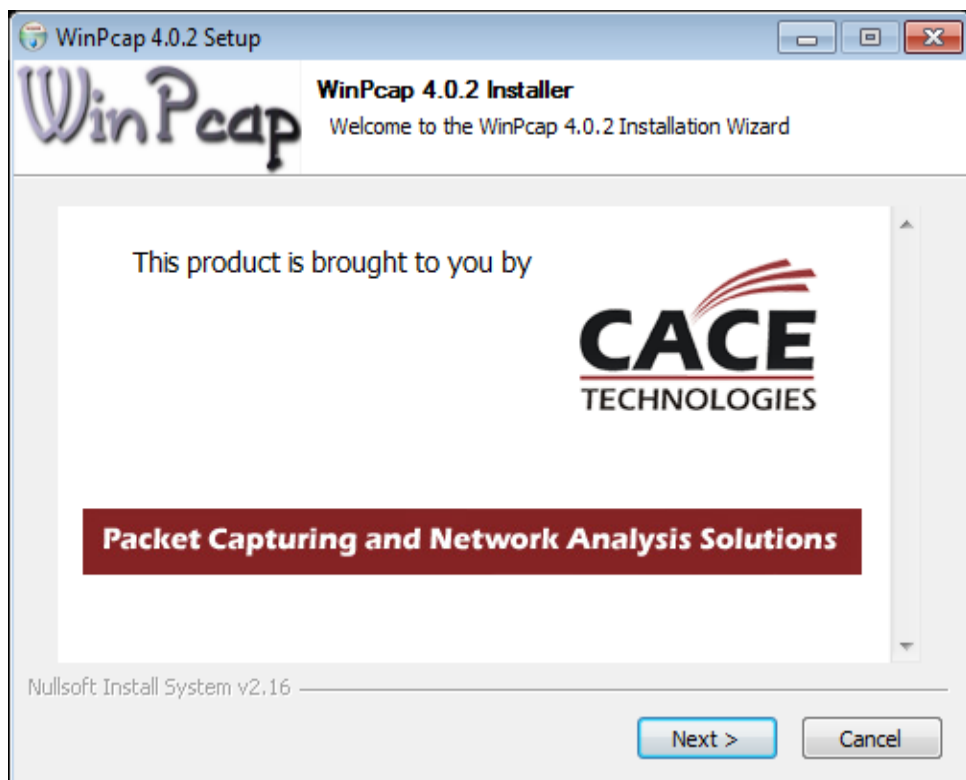 WinPcap 4.0.2 Setup
WinPcap
WinPcap 4.0.2 Installer
Welcome to the WinPcap 4.0.2 Installation Wizard
This product is brought to you by
CACE
TECHNOLOGIES
Packet Capturing and Network Analysis Solutions
Nullsoft Install System v2.16
Next >
Cancel